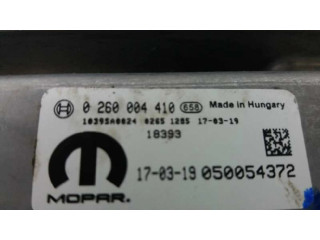 0 260 004 410 656 Made in Hungary
1039SA0024 0265 1285 17-03-19
18393
17-03-19 050054372
MOPAR.